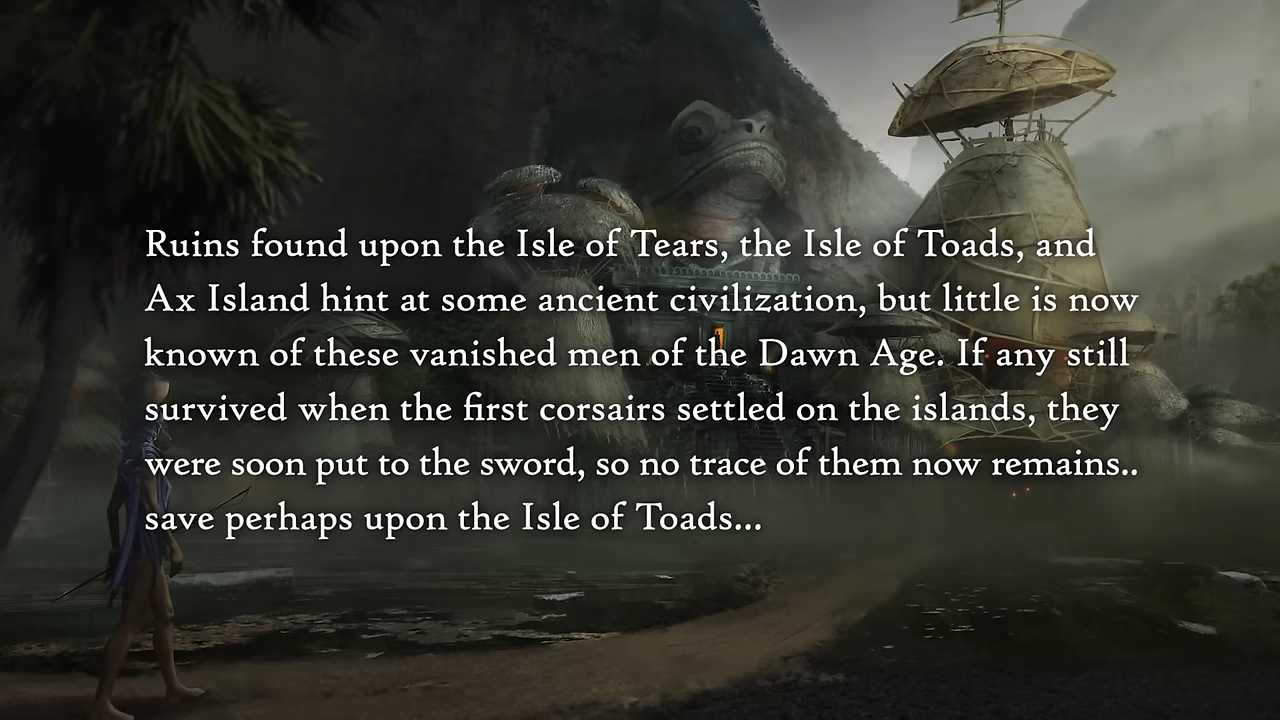 Ruins found upon the Isle of Tears, the Isle of Toads, and
Ax Island hint at some ancient civilization, but little is now
known of these vanished men of the Dawn Age. If any still
survived when the first corsairs settled on the islands, they
were soon put to the sword, so no trace of them now remains..
save perhaps upon the Isle of Toads...